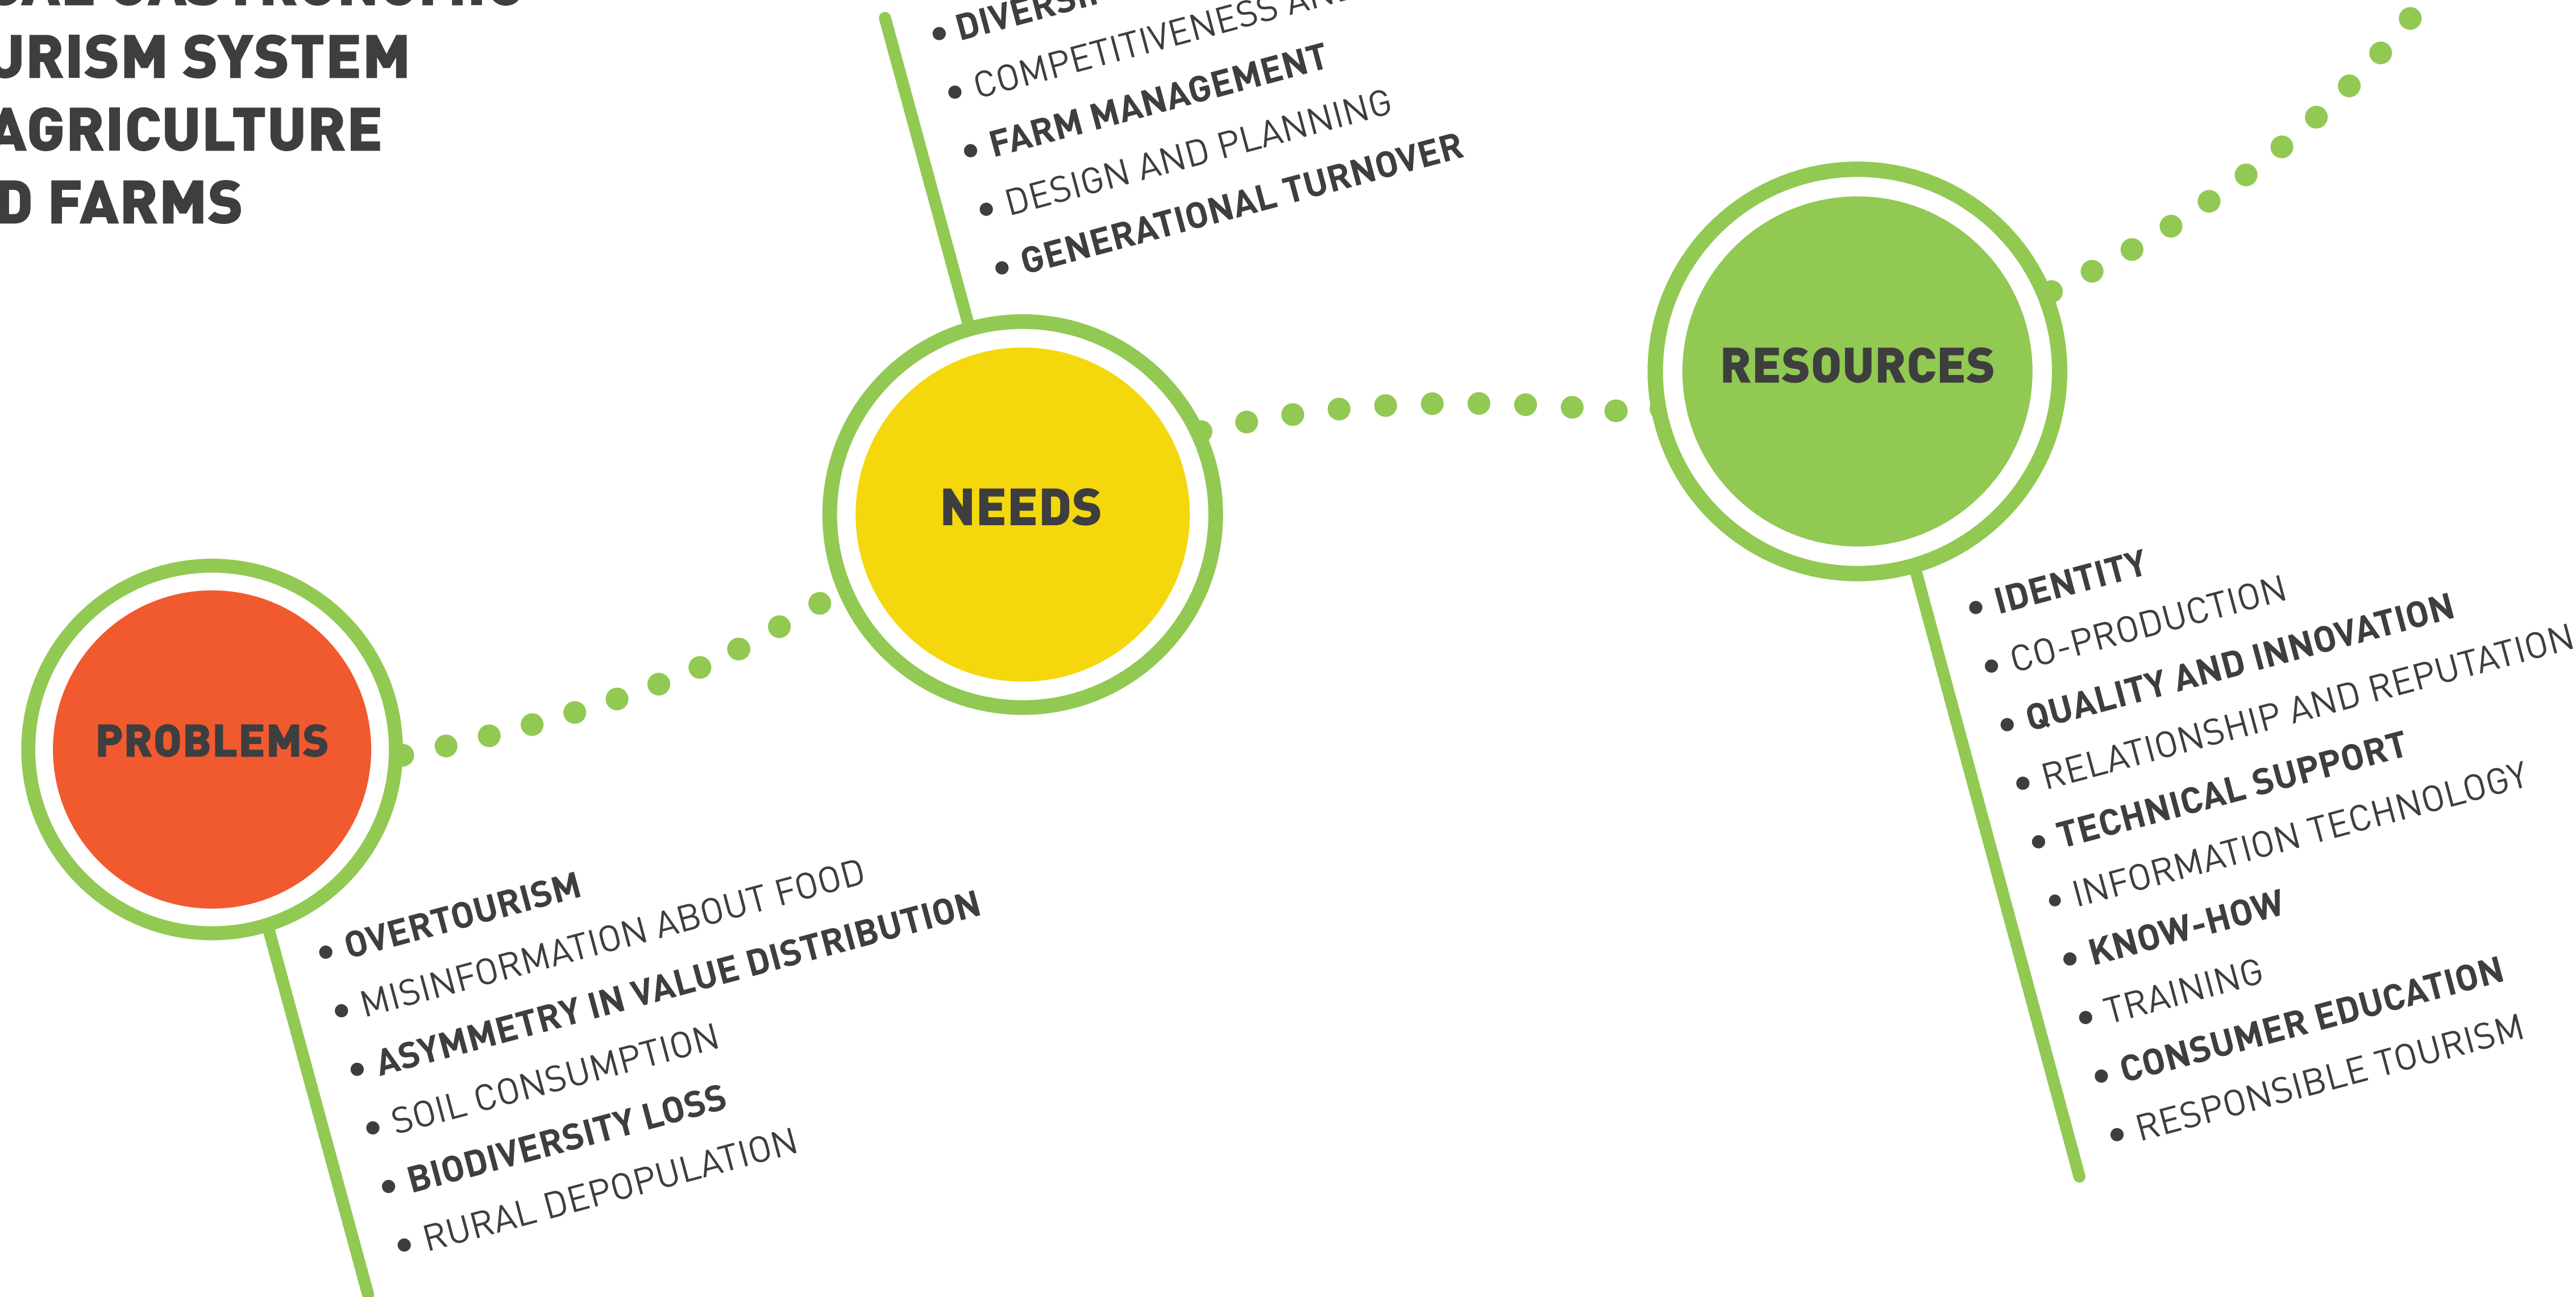 URISM SYSTEM
AGRICULTURE
D FARMS
• COMPETITIVENESS
• FARM MANAGEMENT
• DESIGN AND PLANNING
• GENERATIONAL TURNOVER
NEEDS
RESOURCES
PROBLEMS
• OVERTOURISM
• MISINFORMATION ABOUT FOOD
• ASYMMETRY IN VALUE DISTRIBUTION
• SOIL CONSUMPTION
• BIODIVERSITY LOSS
• RURAL DEPOPULATION
• IDENTITY
• CO-PRODUCTION
• QUALITY AND INNOVATION
• RELATIONSHIP AND REPUTATION
• TECHNICAL SUPPORT
• INFORMATION TECHNOLOGY
• KNOW-HOW
• TRAINING
• CONSUMER EDUCATION
• RESPONSIBLE TOURISM